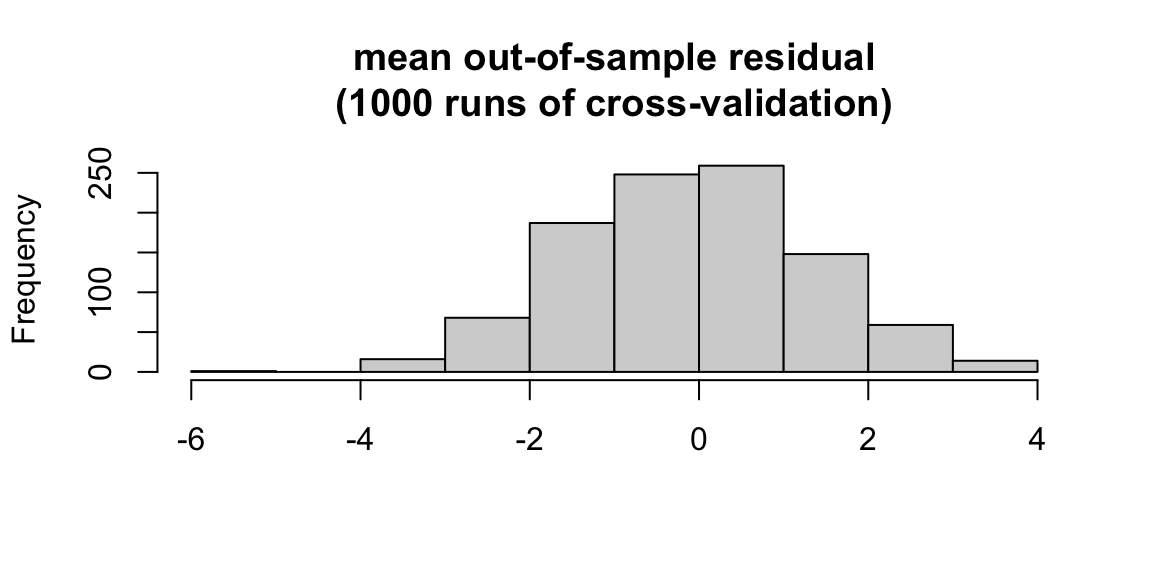 mean out-of-sample residual
(1000 runs of cross-validation)
Frequency
250
100
0
-6 -4 -2 0 2 4